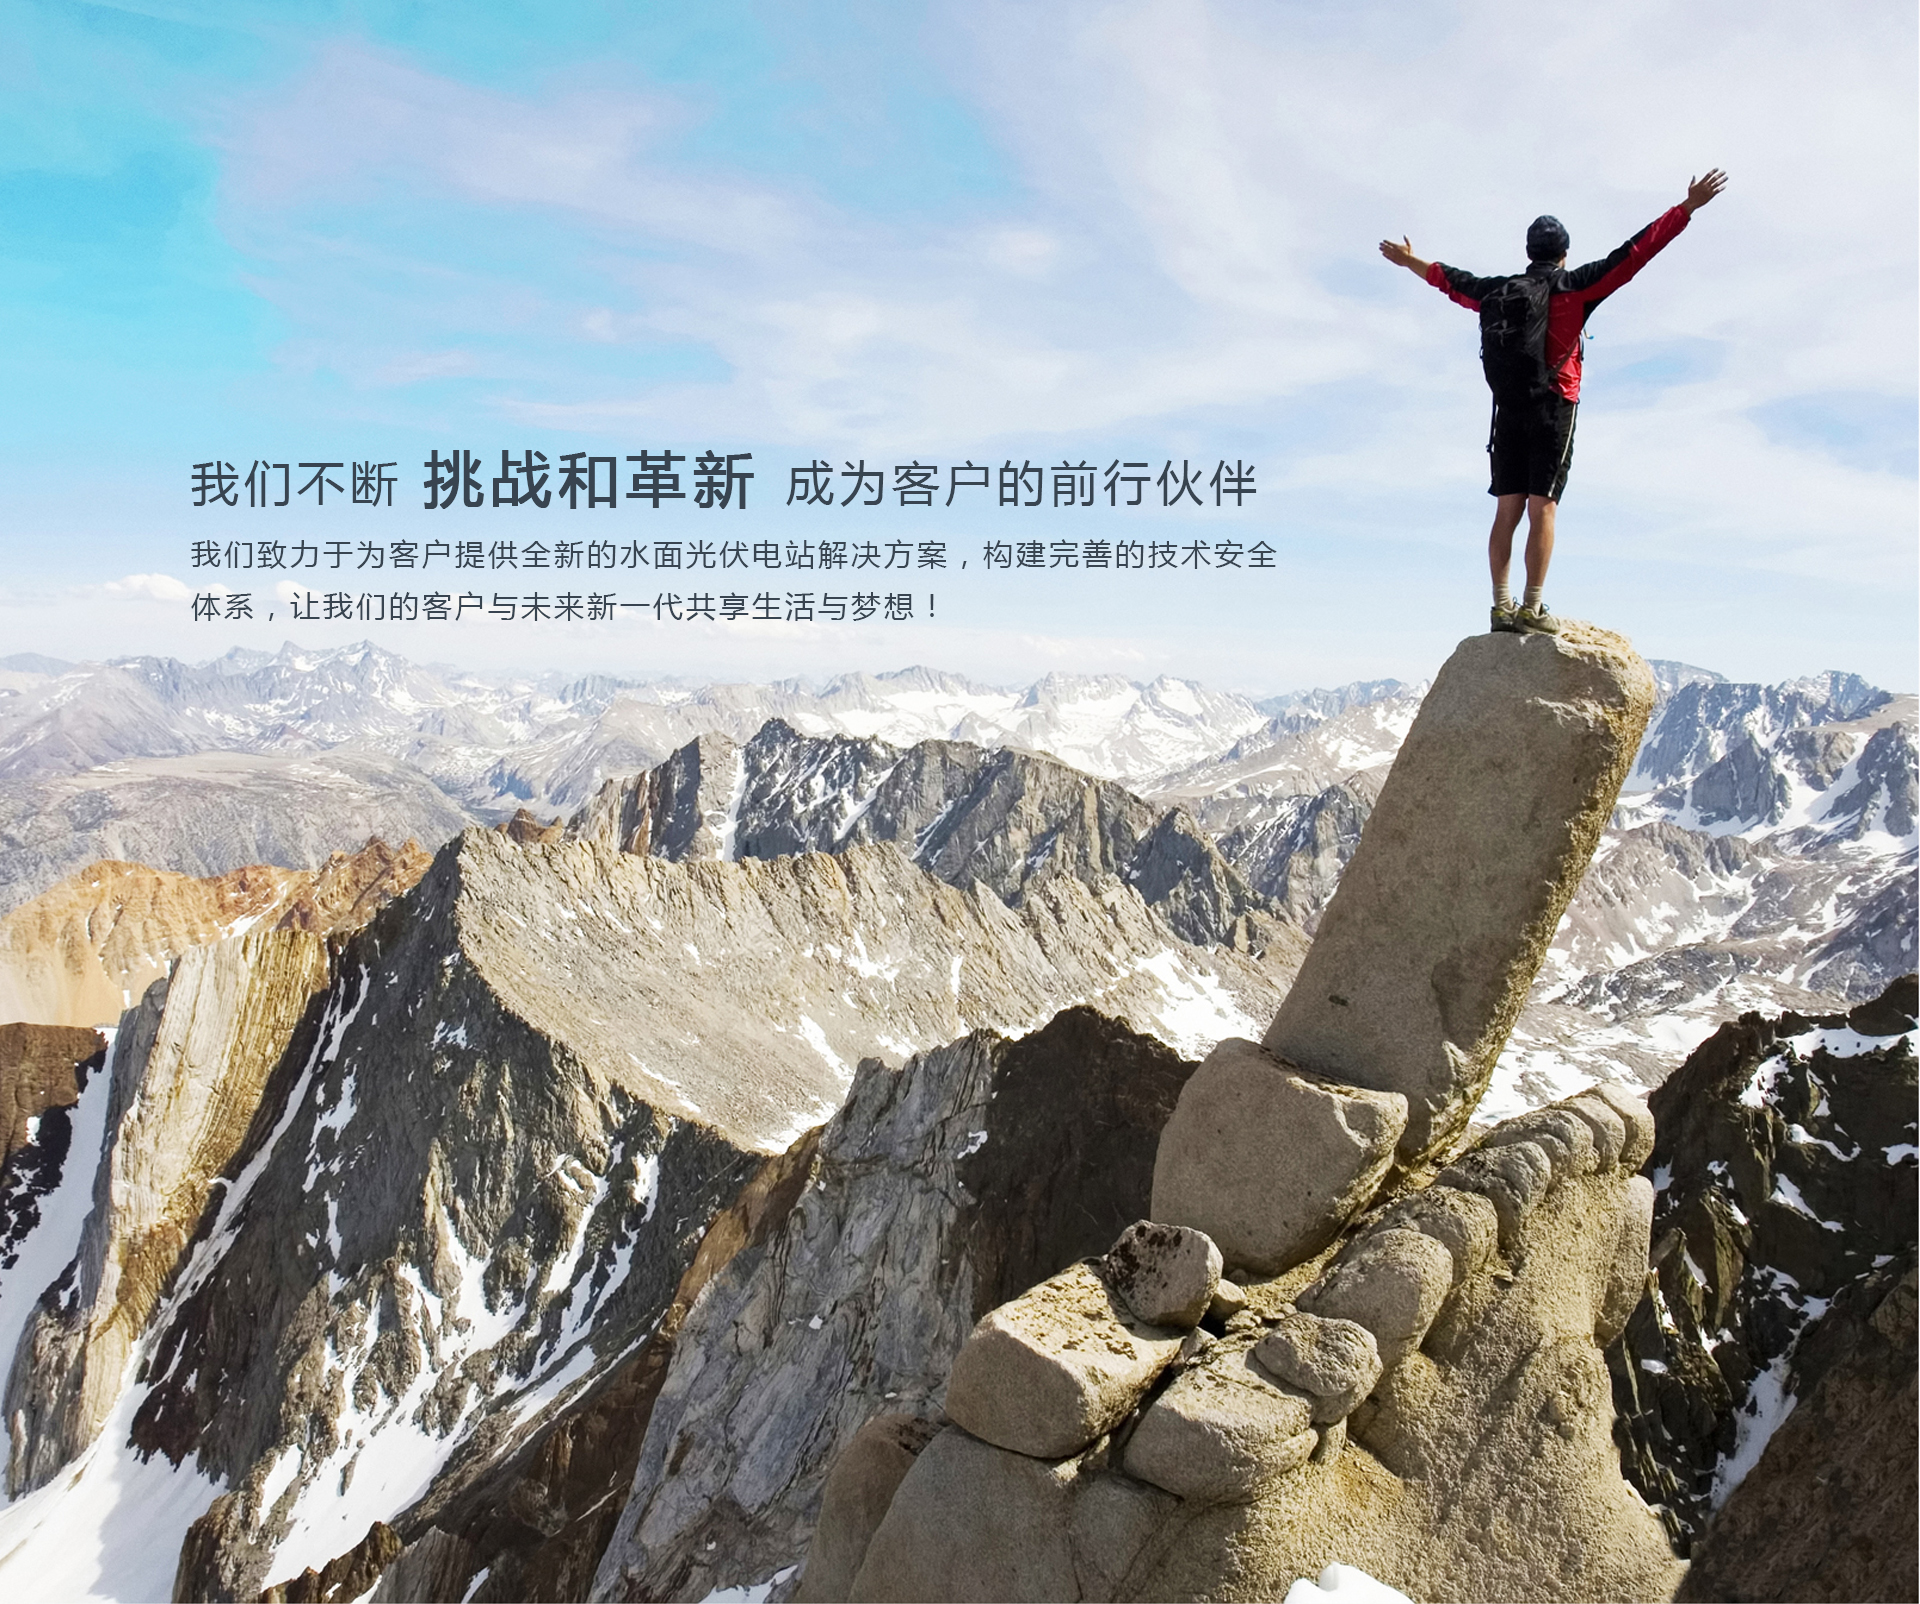 我们不断 挑战和革新 成为客户的前行伙伴
我们致力于为客户提供全新的水面光伏电站解决方案，构建完善的技术安全
体系，让我们的客户与未来新一代共享生活与梦想！